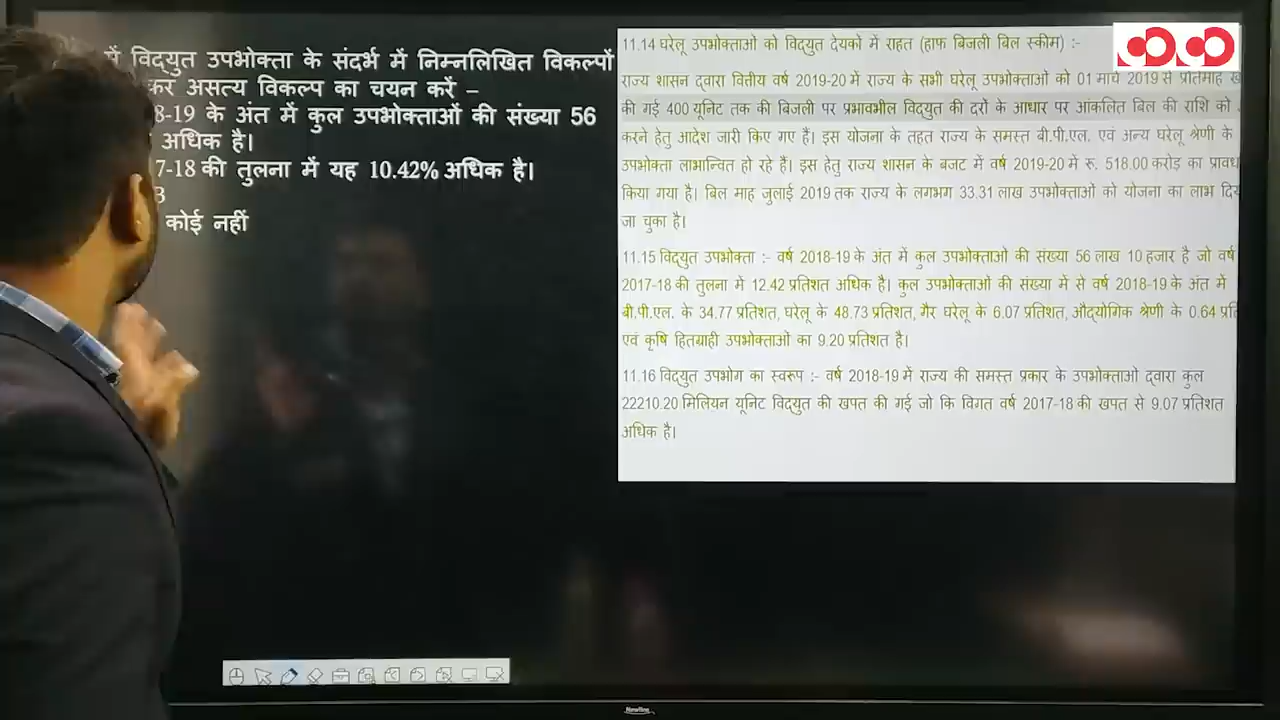 में विद्युत उपभोक्ता के संदर्भ में निम्नलिखित विकल्पों
कर असत्य विकल्प का चयन करें –
8-19 के अंत में कुल उपभोक्ताओं की संख्या 56
अधिक है।
7-18 की तुलना में यह 10.42% अधिक है।
कोई नहीं
11.14 घरेलू उपभोक्ताओं को विद्युत देयकों में राहत (हाफ बिजली बिल स्कीम) :-
राज्य शासन द्वारा वित्तीय वर्ष 2019-20 में राज्य के सभी घरेलू उपभोक्ताओं को 01 मार्च 2019 से प्रतिमाह
की गई 400 यूनिट तक की बिजली पर प्रभावशील विद्युत की दरों के आधार पर आंकलित बिल की राशि को
करने हेतु आदेश जारी किए गए हैं। इस योजना के तहत राज्य के समस्त बी.पी.एल. एवं अन्य घरेलू श्रेणी के
उपभोक्ता लाभान्वित हो रहे हैं। इस हेतु राज्य शासन के बजट में वर्ष 2019-20 में रू. 518.00 करोड़ का प्रावध
किया गया है। बिल माह जुलाई 2019 तक राज्य के लगभग 33.31 लाख उपभोक्ताओं को योजना का लाभ दिय
जा चुका है।
11.15 विद्युत उपभोक्ता :- वर्ष 2018-19 के अंत में कुल उपभोक्ताओं की संख्या 56 लाख 10 हजार है जो वर्ष
2017-18 की तुलना में 12.42 प्रतिशत अधिक है। कुल उपभोक्ताओं की संख्या में से वर्ष 2018-19 के अंत में
बी.पी.एल. के 34.77 प्रतिशत, घरेलू के 48.73 प्रतिशत, गैर घरेलू के 6.07 प्रतिशत, औद्योगिक श्रेणी के 0.64 प्रति
एवं कृषि हितग्राही उपभोक्ताओं का 9.20 प्रतिशत है।
11.16 विद्युत उपभोग का स्वरूप :- वर्ष 2018-19 में राज्य की समस्त प्रकार के उपभोक्ताओं द्वारा कुल
22210.20 मिलियन यूनिट विद्युत की खपत की गई जो कि विगत वर्ष 2017-18 की खपत से 9.07 प्रतिशत
अधिक है।
Newline